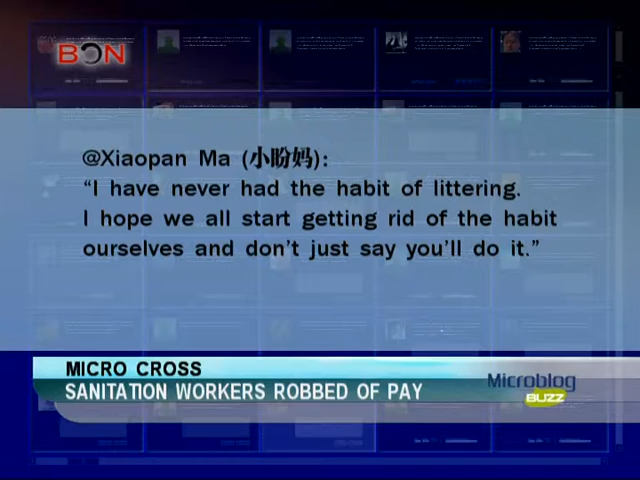 BON
@Xiaopan Ma (小盼妈):
“I have never had the habit of littering.
I hope we all start getting rid of the habit
ourselves and don’t just say you’ll do it.”
MICRO CROSS
SANITATION WORKERS ROBBED OF PAY
Microblog
BUZZ